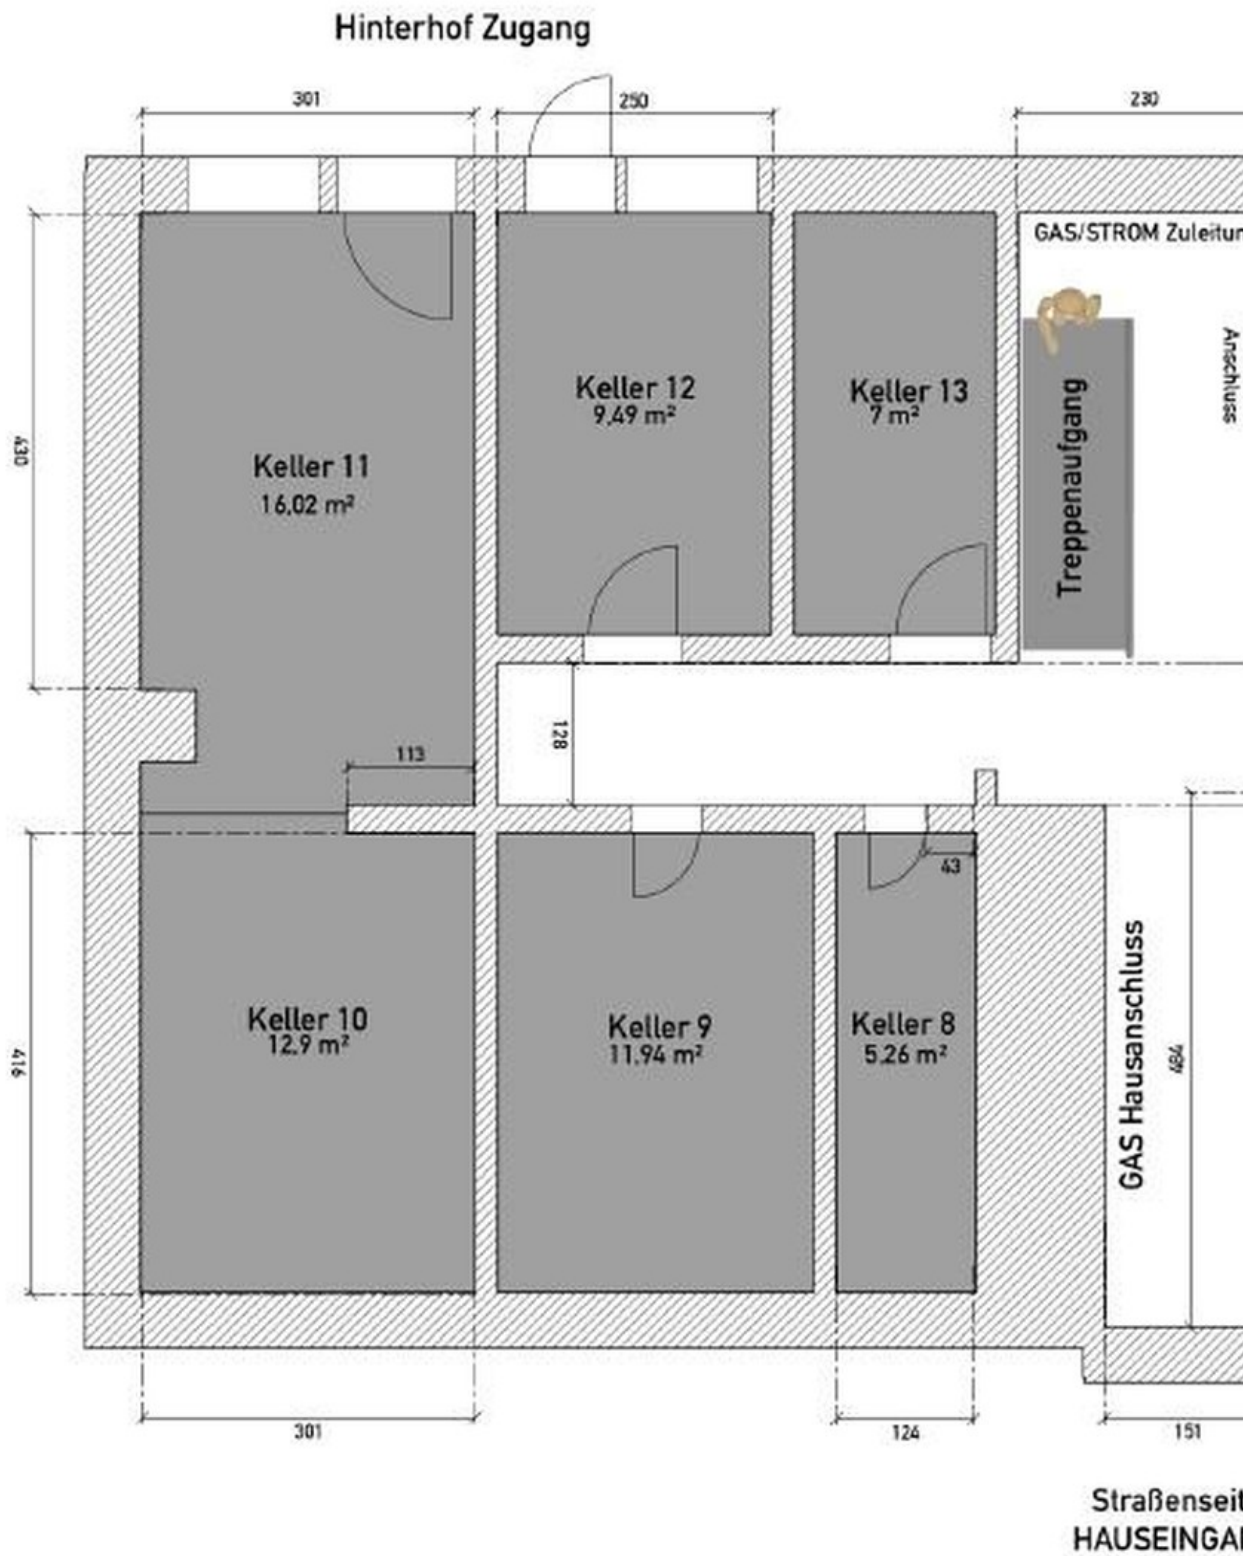 Hinterhof Zugang
301
250
230
GAS/STROM Zuleitun
Anschluss
Treppenaufgang
Keller 12
9,49 m²
Keller 13
7 m²
430
Keller 11
16,02 m²
128
113
43
Keller 10
12,9 m²
Keller 9
11,94 m²
Keller 8
5,26 m²
416
GAS Hausanschluss
484
301
124
151
Straßenseit
HAUSEINGA